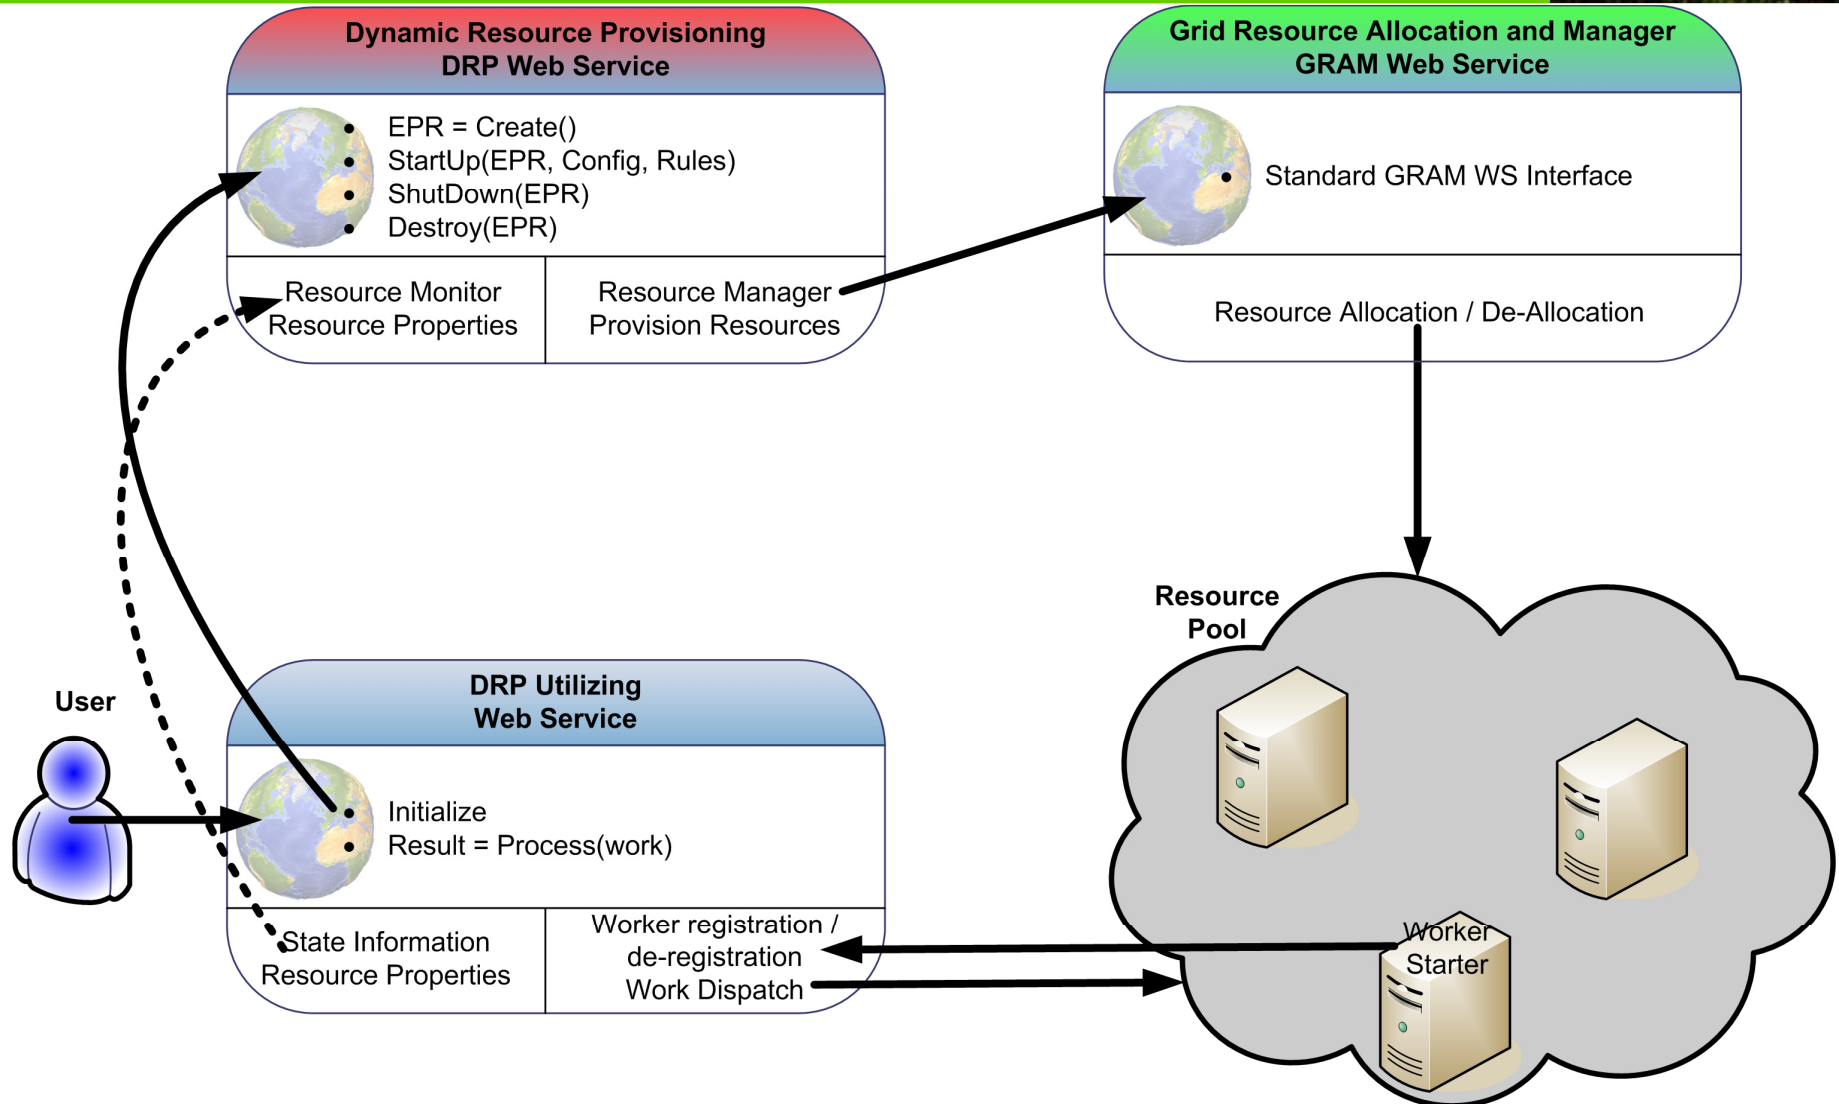 Dynamic Resource Provisioning
DRP Web Service
EPR = Create()
StartUp(EPR, Config, Rules)
ShutDown(EPR)
Destroy(EPR)
Resource Monitor
Resource Properties
Resource Manager
Provision Resources
Grid Resource Allocation and Manager
GRAM Web Service
Standard GRAM WS Interface
Resource Allocation / De-Allocation
Resource
Pool
User
DRP Utilizing
Web Service
Initialize
Result = Process(work)
State Information
Resource Properties
Worker registration /
de-registration
Work Dispatch
Worker
Starter